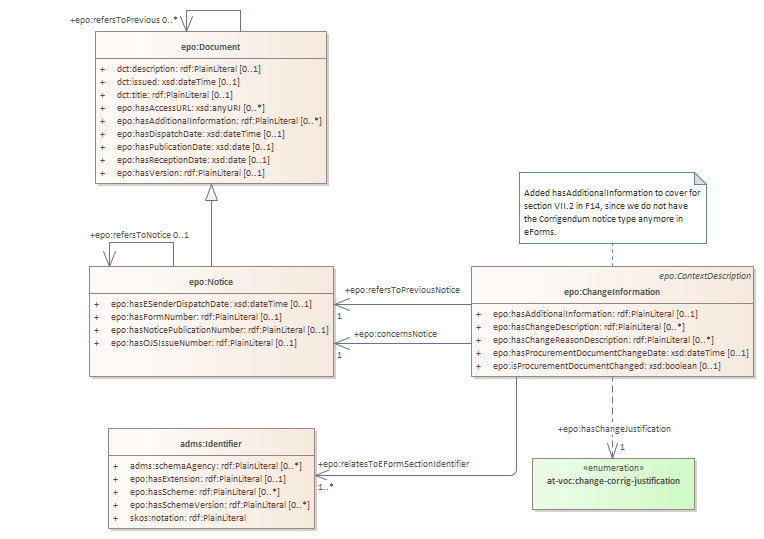 +epo:refersToPrevious 0..*
epo:Document
+ dct:description: rdf:PlainLiteral [0..1]
+ dct:issued: xsd:dateTime [0..1]
+ dct:title: rdf:PlainLiteral [0..1]
+ epo:hasAccessURL: xsd:anyURI [0..*]
+ epo:hasAdditionalInformation: rdf:PlainLiteral [0..*]
+ epo:hasDispatchDate: xsd:dateTime [0..1]
+ epo:hasPublicationDate: xsd:date [0..1]
+ epo:hasReceptionDate: xsd:date [0..1]
+ epo:hasVersion: rdf:PlainLiteral [0..1]
Added hasAdditionalInformation to cover for
section VII.2 in F14, since we do not have
the Corrigendum notice type anymore in
eForms.
+epo:refersToNotice 0..1
epo:Notice
+ epo:hasESenderDispatchDate: xsd:dateTime [0..1]
+ epo:hasFormNumber: rdf:PlainLiteral [0..1]
+ epo:hasNoticePublicationNumber: rdf:PlainLiteral [0..1]
+ epo:hasOJSIssueNumber: rdf:PlainLiteral [0..1]
+epo:refersToPreviousNotice
1
+epo:concernsNotice
1
epo:ContextDescription
epo:ChangeInformation
+ epo:hasAdditionalInformation: rdf:PlainLiteral [0..1]
+ epo:hasChangeDescription: rdf:PlainLiteral [0..*]
+ epo:hasChangeReasonDescription: rdf:PlainLiteral [0..*]
+ epo:hasProcurementDocumentChangeDate: xsd:dateTime [0..1]
+ epo:isProcurementDocumentChanged: xsd:boolean [0..1]
+epo:hasChangeJustification
1
adms:Identifier
+ adms:schemaAgency: rdf:PlainLiteral [0..*]
+ epo:hasExtension: rdf:PlainLiteral [0..1]
+ epo:hasScheme: rdf:PlainLiteral [0..*]
+ epo:hasSchemeVersion: rdf:PlainLiteral [0..*]
+ skos:notation: rdf:PlainLiteral
+epo:relatesToEFormSectionIdentifier
1..*
«enumeration»
at-voc:change-corrig-justification